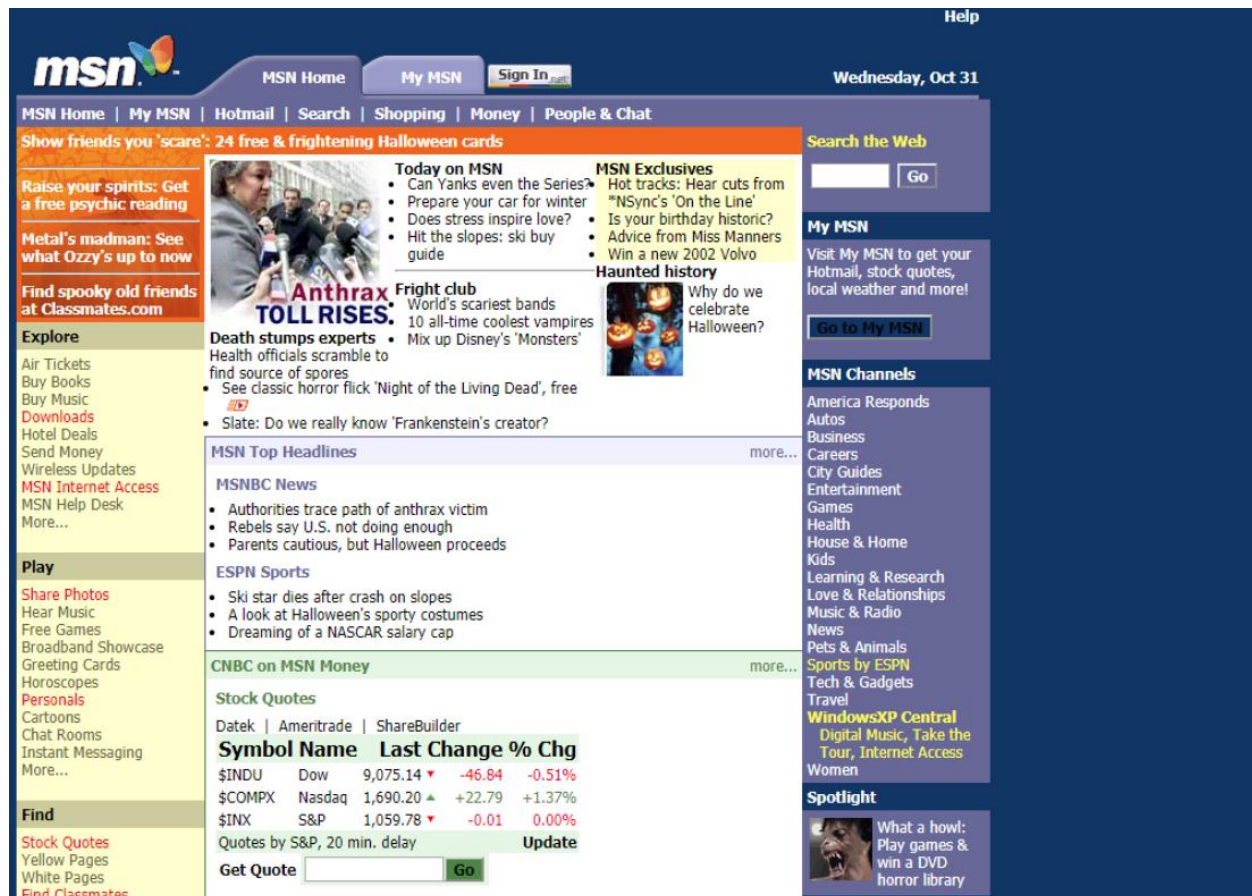 Help
msn
MSN Home
My MSN
Sign In .net
Wednesday, Oct 31
MSN Home | My MSN | Hotmail | Search | Shopping | Money | People & Chat
Show friends you 'scare': 24 free & frightening Halloween cards
Raise your spirits: Get
a free psychic reading
Metal's madman: See
what Ozzy's up to now
Find spooky old friends
at Classmates.com
Explore
Air Tickets
Buy Books
Buy Music
Downloads
Hotel Deals
Send Money
Wireless Updates
MSN Internet Access
MSN Help Desk
More...
Play
Share Photos
Hear Music
Free Games
Broadband Showcase
Greeting Cards
Horoscopes
Personals
Cartoons
Chat Rooms
Instant Messaging
More...
Find
Stock Quotes
Yellow Pages
White Pages
Find Classmates
Anthrax
TOLL RISES
Death stumps experts
Health officials scramble to
find source of spores
Today on MSN
• Can Yanks even the Series?
• Prepare your car for winter
• Does stress inspire love?
• Hit the slopes: ski buy
guide
Fright club
• World's scariest bands
• 10 all-time coolest vampires
• Mix up Disney's 'Monsters'
MSN Exclusives
• Hot tracks: Hear cuts from
*NSync's 'On the Line'
• Is your birthday historic?
• Advice from Miss Manners
• Win a new 2002 Volvo
Haunted history
Why do we
celebrate
Halloween?
• See classic horror flick 'Night of the Living Dead', free
• Slate: Do we really know 'Frankenstein's creator?
MSN Top Headlines more...
MSNBC News
• Authorities trace path of anthrax victim
• Rebels say U.S. not doing enough
• Parents cautious, but Halloween proceeds
ESPN Sports
• Ski star dies after crash on slopes
• A look at Halloween's sporty costumes
• Dreaming of a NASCAR salary cap
CNBC on MSN Money more...
Stock Quotes
Datek | Ameritrade | ShareBuilder
Symbol Name Last Change % Chg
$INDU Dow 9,075.14 ▼ -46.84 -0.51%
$COMPX Nasdaq 1,690.20 ▲ +22.79 +1.37%
$INX S&P 1,059.78 ▼ -0.01 0.00%
Quotes by S&P, 20 min. delay Update
Get Quote Go
Search the Web
Go
My MSN
Visit My MSN to get your
Hotmail, stock quotes,
local weather and more!
Go to My MSN
MSN Channels
America Responds
Autos
Business
Careers
City Guides
Entertainment
Games
Health
House & Home
Kids
Learning & Research
Love & Relationships
Music & Radio
News
Pets & Animals
Sports by ESPN
Tech & Gadgets
Travel
WindowsXP Central
Digital Music, Take the
Tour, Internet Access
Women
Spotlight
What a howl:
Play games &
win a DVD
horror library